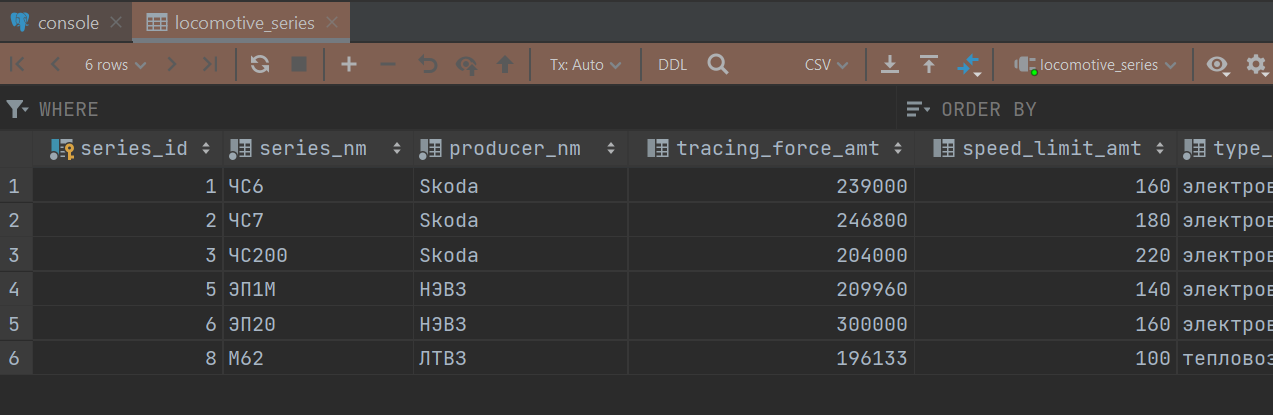 console locomotive_series
6 rows Tx: Auto DDL CSV locomotive_series
WHERE ORDER BY
series_id series_nm producer_nm tracing_force_amt speed_limit_amt type_
1 1 ЧС6 Skoda 239000 160 электров
2 2 ЧС7 Skoda 246800 180 электров
3 3 ЧС200 Skoda 204000 220 электров
4 5 ЭП1М НЭВЗ 209960 140 электров
5 6 ЭП20 НЭВЗ 300000 160 электров
6 8 М62 ЛТВЗ 196133 100 тепловоз